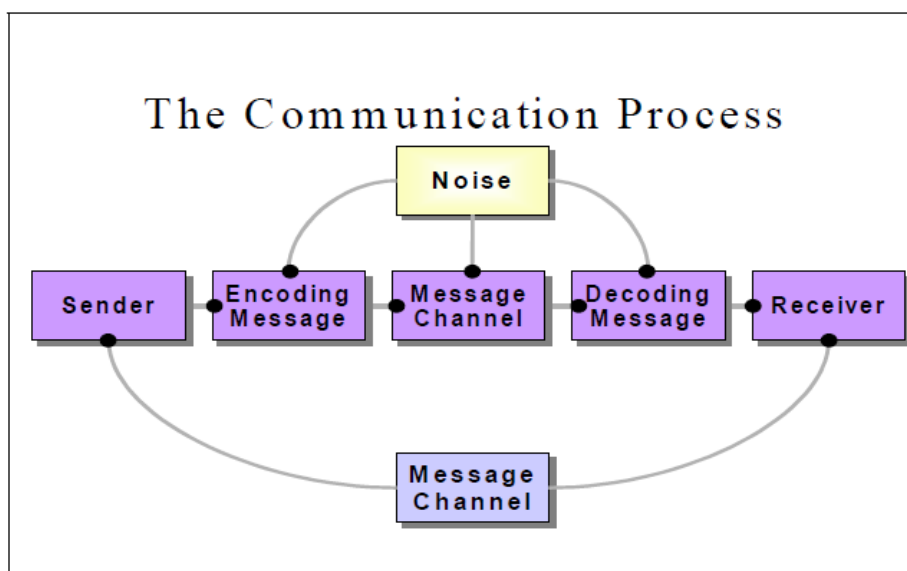 The Communication Process
Noise
Sender
Encoding
Message
Message
Channel
Decoding
Message
Receiver
Message
Channel